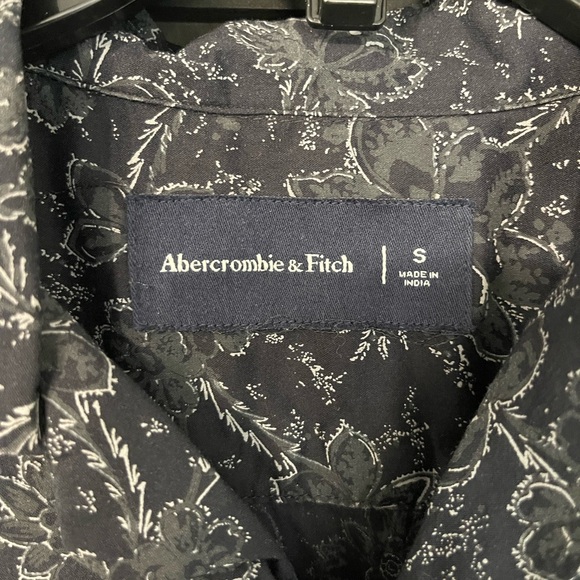 Abercrombie & Fitch
S
MADE IN
INDIA